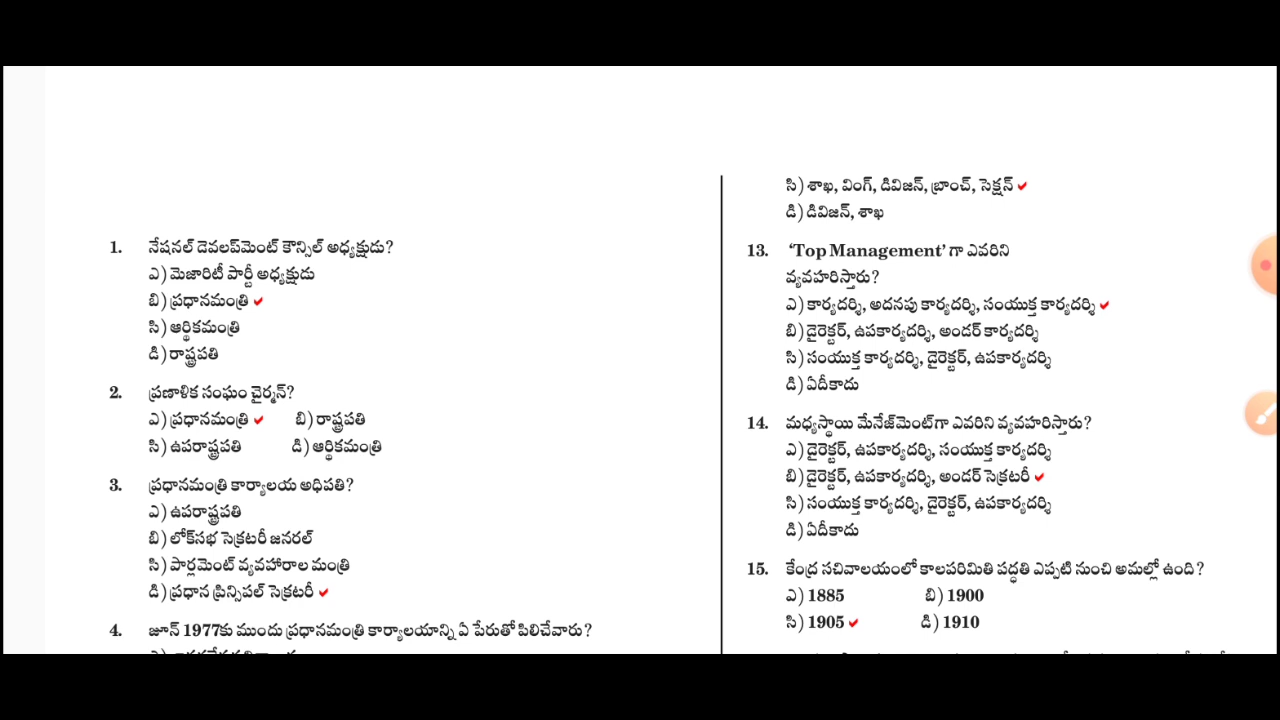 1. నేషనల్ డెవలప్‌మెంట్ కౌన్సిల్ అధ్యక్షుడు?
ఎ) మెజారిటీ పార్టీ అధ్యక్షుడు
బి) ప్రధానమంత్రి
సి) ఆర్థికమంత్రి
డి) రాష్ట్రపతి
2. ప్రణాళిక సంఘం చైర్మన్?
ఎ) ప్రధానమంత్రి బి) రాష్ట్రపతి
సి) ఉపరాష్ట్రపతి డి) ఆర్థికమంత్రి
3. ప్రధానమంత్రి కార్యాలయ అధిపతి?
ఎ) ఉపరాష్ట్రపతి
బి) లోక్‌సభ సెక్రటరీ జనరల్
సి) పార్లమెంట్ వ్యవహారాల మంత్రి
డి) ప్రధాన ప్రిన్సిపల్ సెక్రటరీ
4. జూన్ 1977కు ముందు ప్రధానమంత్రి కార్యాలయాన్ని ఏ పేరుతో పిలిచేవారు?
సి) శాఖ, వింగ్, డివిజన్, బ్రాంచ్, సెక్షన్
డి) డివిజన్, శాఖ
13. 'Top Management' గా ఎవరిని
వ్యవహరిస్తారు?
ఎ) కార్యదర్శి, అదనపు కార్యదర్శి, సంయుక్త కార్యదర్శి
బి) డైరెక్టర్, ఉపకార్యదర్శి, అండర్ కార్యదర్శి
సి) సంయుక్త కార్యదర్శి, డైరెక్టర్, ఉపకార్యదర్శి
డి) ఏదీకాదు
14. మధ్యస్థాయి మేనేజ్‌మెంట్‌గా ఎవరిని వ్యవహరిస్తారు?
ఎ) డైరెక్టర్, ఉపకార్యదర్శి, సంయుక్త కార్యదర్శి
బి) డైరెక్టర్, ఉపకార్యదర్శి, అండర్ సెక్రటరీ
సి) సంయుక్త కార్యదర్శి, డైరెక్టర్, ఉపకార్యదర్శి
డి) ఏదీకాదు
15. కేంద్ర సచివాలయంలో కాలపరిమితి పద్ధతి ఎప్పటి నుంచి అమల్లో ఉంది?
ఎ) 1885 బి) 1900
సి) 1905 డి) 1910